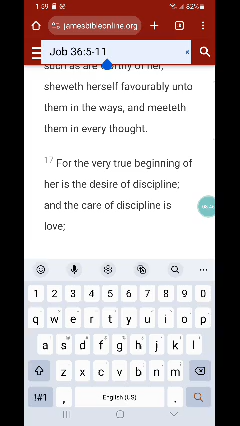 1:59
82%
jamesbibleonline.org
Job 36:5-11
such as are worthy of her,
sheweth herself favourably unto
them in the ways, and meeteth
them in every thought.
17 For the very true beginning of
her is the desire of discipline;
and the care of discipline is
love;
1 2 3 4 5 6 7 8 9 0
q w e r t y u i o p
a s d f g h j k l
z x c v b n m
!#1 , English (US) .